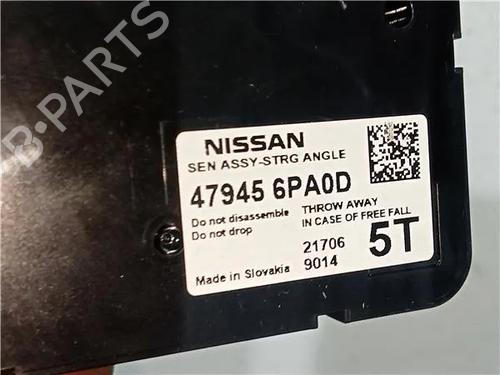 B-PARTS
NISSAN
SEN ASSY-STRG ANGLE
47945 6PA0D
Do not disassemble
Do not drop
THROW AWAY
IN CASE OF FREE FALL
21706
9014
5T
Made in Slovakia